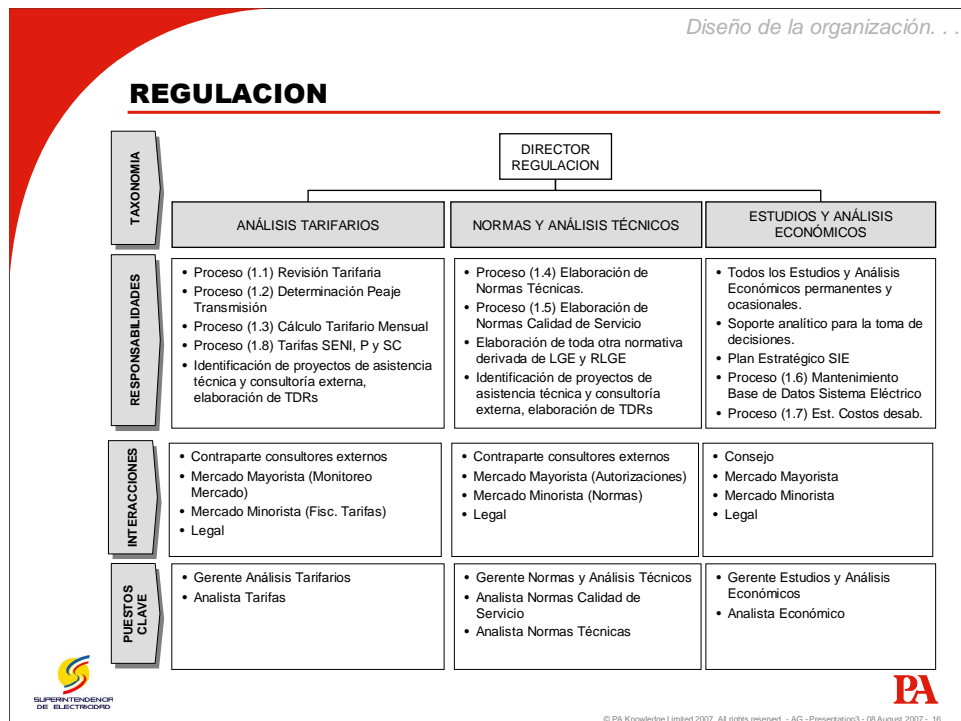 Diseño de la organización. . .
REGULACION
TAXONOMIA
DIRECTOR
REGULACION
ANÁLISIS TARIFARIOS
NORMAS Y ANÁLISIS TÉCNICOS
ESTUDIOS Y ANÁLISIS
ECONÓMICOS
RESPONSABILIDADES
• Proceso (1.1) Revisión Tarifaria
• Proceso (1.2) Determinación Peaje
Transmisión
• Proceso (1.3) Cálculo Tarifario Mensual
• Proceso (1.8) Tarifas SENI, P y SC
• Identificación de proyectos de asistencia
técnica y consultoría externa,
elaboración de TDRs
• Proceso (1.4) Elaboración de
Normas Técnicas.
• Proceso (1.5) Elaboración de
Normas Calidad de Servicio
• Elaboración de toda otra normativa
derivada de LGE y RLGE
• Identificación de proyectos de
asistencia técnica y consultoría
externa, elaboración de TDRs
• Todos los Estudios y Análisis
Económicos permanentes y
ocasionales.
• Soporte analítico para la toma de
decisiones.
• Plan Estratégico SIE
• Proceso (1.6) Mantenimiento
Base de Datos Sistema Eléctrico
• Proceso (1.7) Est. Costos desab.
INTERACCIONES
• Contraparte consultores externos
• Mercado Mayorista (Monitoreo
Mercado)
• Mercado Minorista (Fisc. Tarifas)
• Legal
• Contraparte consultores externos
• Mercado Mayorista (Autorizaciones)
• Mercado Minorista (Normas)
• Legal
• Consejo
• Mercado Mayorista
• Mercado Minorista
• Legal
PUESTOS
CLAVE
• Gerente Análisis Tarifarios
• Analista Tarifas
• Gerente Normas y Análisis Técnicos
• Analista Normas Calidad de
Servicio
• Analista Normas Técnicas
• Gerente Estudios y Análisis
Económicos
• Analista Económico
SUPERINTENDENCIA
DE ELECTRICIDAD
PA
© PA Knowledge Limited 2007. All rights reserved. - AG -Presentation3 - 08 August 2007 - 16